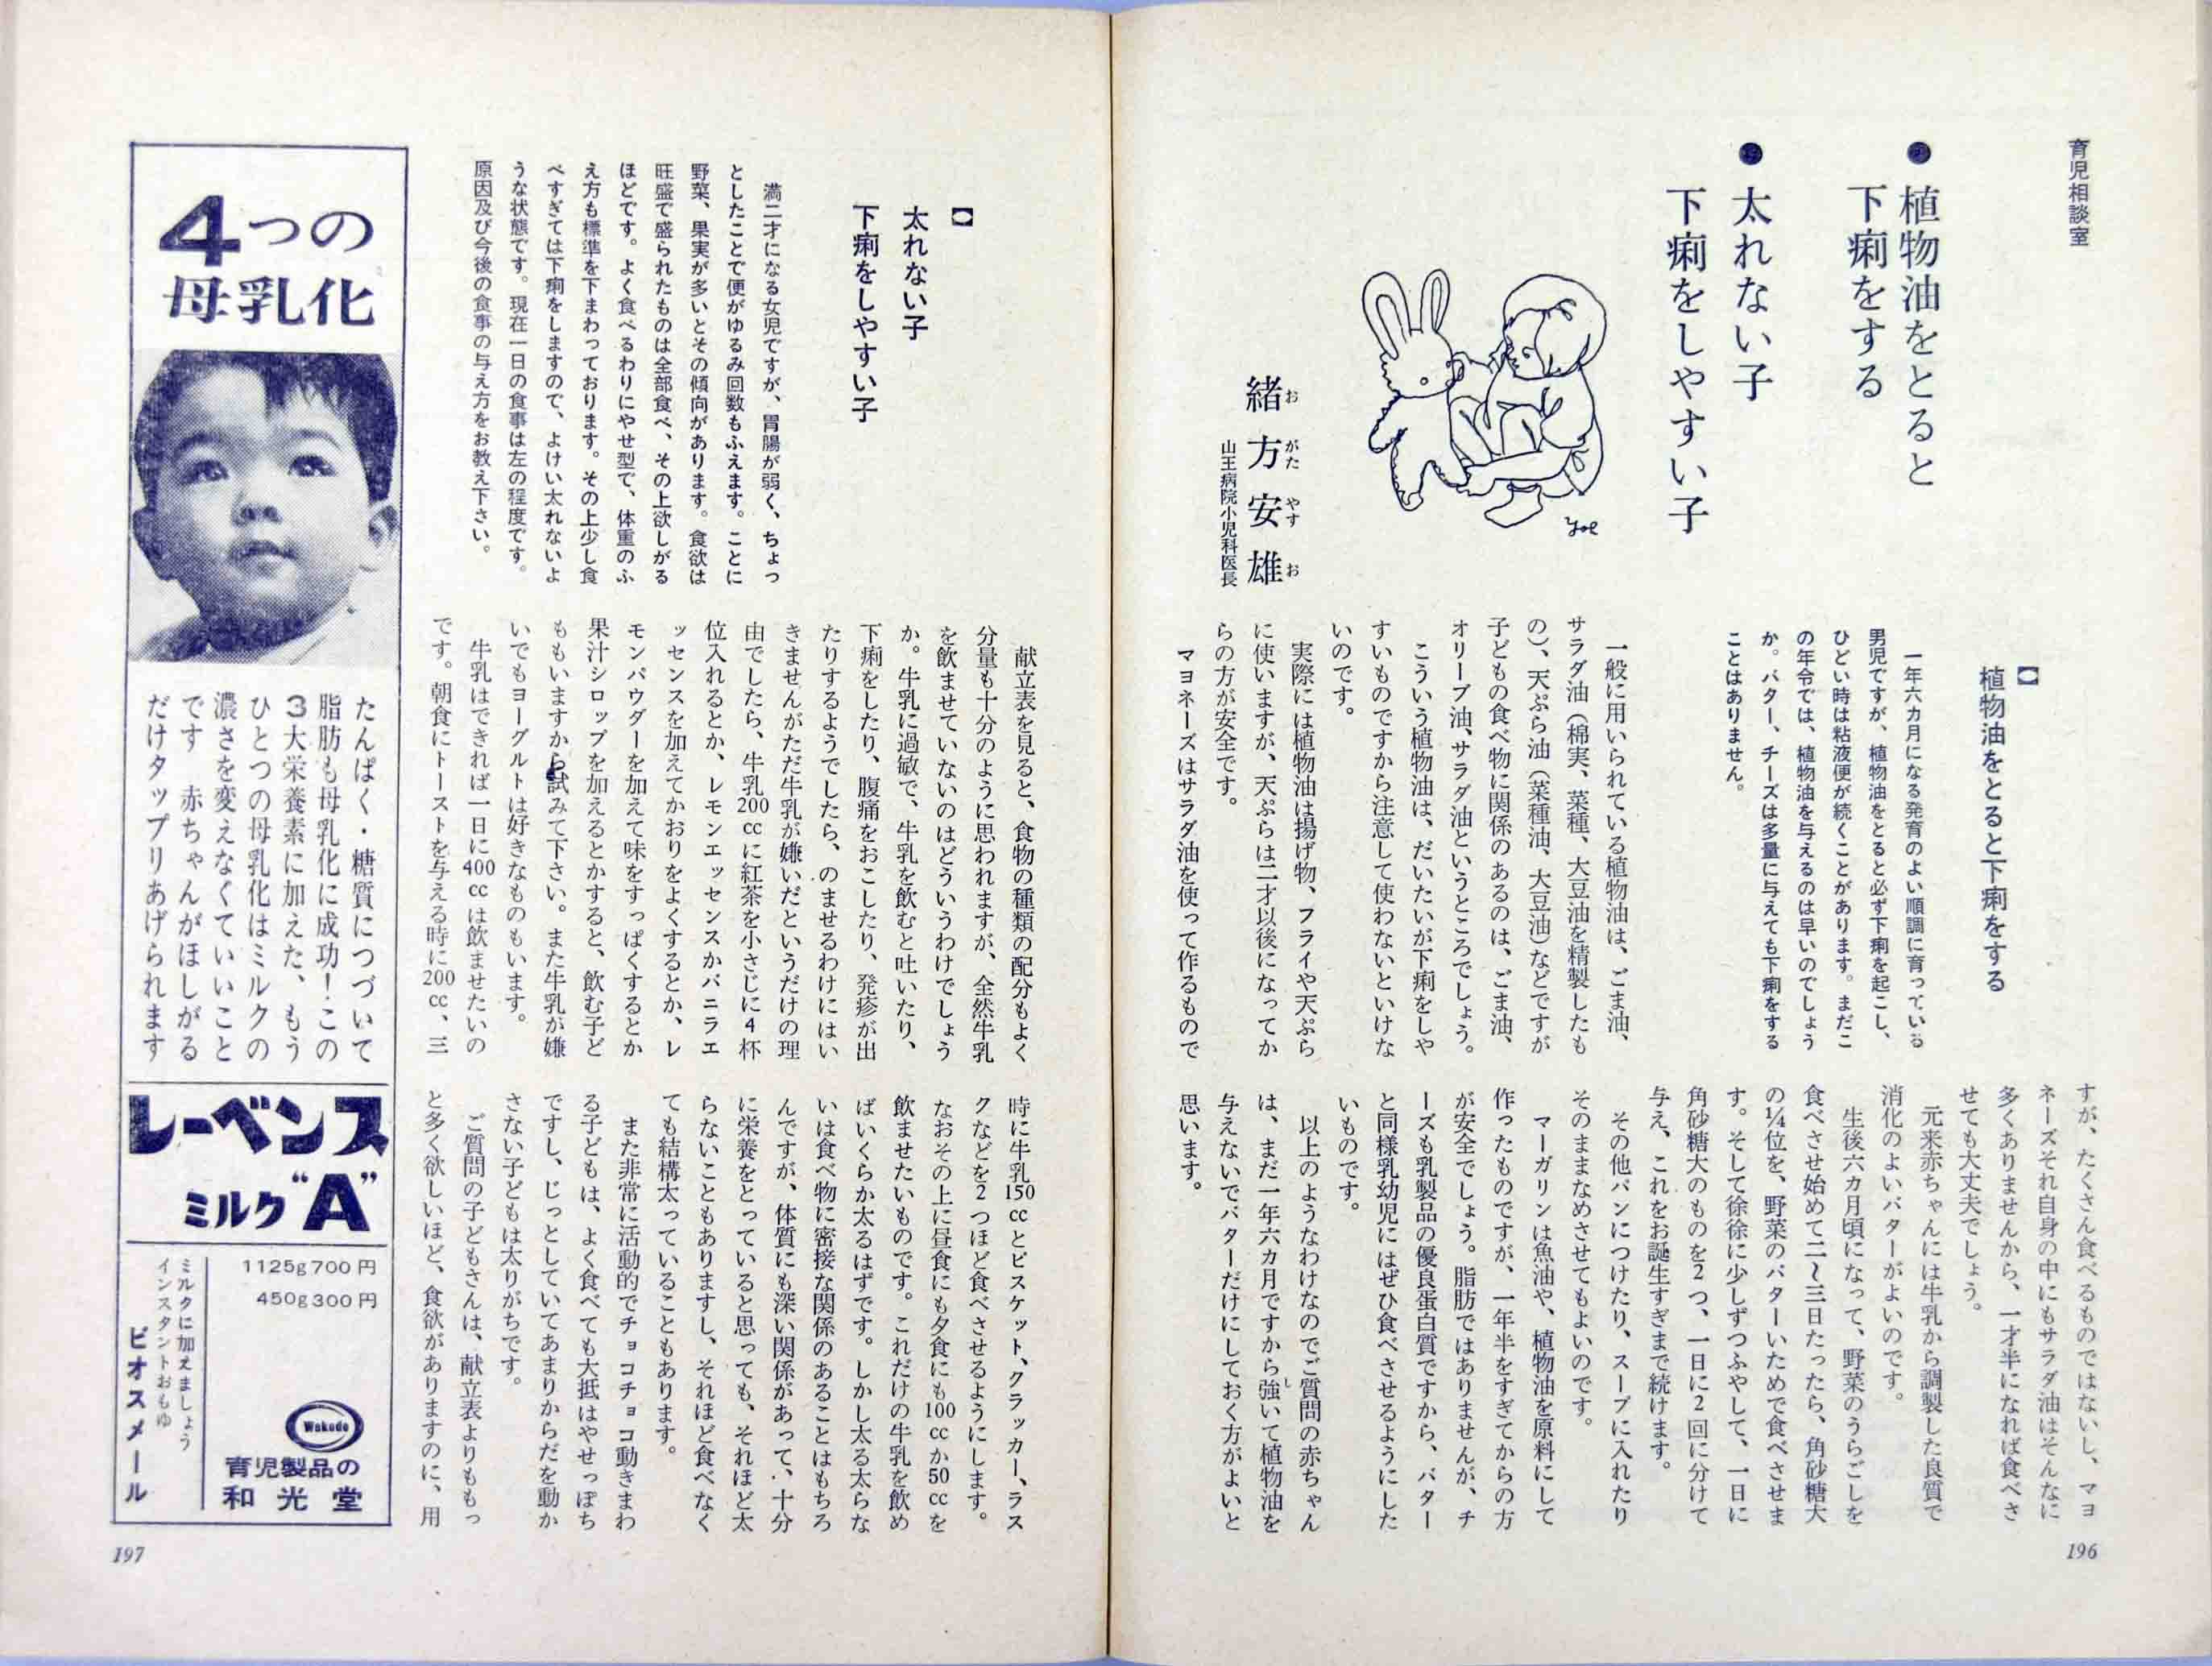 育児相談室
●植物油をとると
下痢をする
●太れない子
下痢をしやすい子
yoe
緒方安雄
おがたやすお
山王病院小児科医長
【】
植物油をとると下痢をする
一年六カ月になる発育のよい順調に育っている
男児ですが、植物油をとると必ず下痢を起こし、
ひどい時は粘液便が続くことがあります。まだこ
の年令では、植物油を与えるのは早いのでしょう
か。バター、チーズは多量に与えても下痢をする
ことはありません。
一般に用いられている植物油は、ごま油、
サラダ油（棉実、菜種、大豆油を精製したも
の）、天ぷら油（菜種油、大豆油）などですが
子どもの食べ物に関係のあるのは、ごま油、
オリーブ油、サラダ油というところでしょう。
こういう植物油は、だいたいが下痢をしや
すいものですから注意して使わないといけな
いのです。
実際には植物油は揚げ物、フライや天ぷら
に使いますが、天ぷらは二才以後になってか
らの方が安全です。
マヨネーズはサラダ油を使って作るもので
すが、たくさん食べるものではないし、マヨ
ネーズそれ自身の中にもサラダ油はそんなに
多くありませんから、一才半になれば食べさ
せても大丈夫でしょう。
元来赤ちゃんには牛乳から調製した良質で
消化のよいバターがよいのです。
生後六カ月頃になって、野菜のうらごしを
食べさせ始めて二〜三日たったら、角砂糖大
の¼位を、野菜のバターいためで食べさせま
す。そして徐徐に少しずつふやして、一日に
角砂糖大のものを2つ、一日に2回に分けて
与え、これをお誕生すぎまで続けます。
その他パンにつけたり、スープに入れたり
そのままなめさせてもよいのです。
マーガリンは魚油や、植物油を原料にして
作ったものですが、一年半をすぎてからの方
が安全でしょう。脂肪ではありませんが、チ
ーズも乳製品の優良蛋白質ですから、バター
と同様乳幼児にはぜひ食べさせるようにした
いものです。
以上のようなわけなのでご質問の赤ちゃん
は、まだ一年六カ月ですから強いて植物油を
し
与えないでバターだけにしておく方がよいと
思います。
196
【】
太れない子
下痢をしやすい子
満二才になる女児ですが、胃腸が弱く、ちょっ
としたことで便がゆるみ回数もふえます。ことに
野菜、果実が多いとその傾向があります。食欲は
旺盛で盛られたものは全部食べ、その上欲しがる
ほどです。よく食べるわりにやせ型で、体重のふ
え方も標準を下まわっております。その上少し食
べすぎては下痢をしますので、よけい太れないよ
うな状態です。現在一日の食事は左の程度です。
原因及び今後の食事の与え方をお教え下さい。
献立表を見ると、食物の種類の配分もよく
分量も十分のように思われますが、全然牛乳
を飲ませていないのはどういうわけでしょう
か。牛乳に過敏で、牛乳を飲むと吐いたり、
下痢をしたり、腹痛をおこしたり、発疹が出
たりするようでしたら、のませるわけにはい
きませんがただ牛乳が嫌いだというだけの理
由でしたら、牛乳200ccに紅茶を小さじに4杯
位入れるとか、レモンエッセンスかバニラエ
ッセンスを加えてかおりをよくするとか、レ
モンパウダーを加えて味をすっぱくするとか
果汁シロップを加えるとかすると、飲む子ど
ももいますから試みて下さい。また牛乳が嫌
いでもヨーグルトは好きなものもいます。
牛乳はできれば一日に400ccは飲ませたいの
です。朝食にトーストを与える時に200cc、三
時に牛乳150ccとビスケット、クラッカー、ラス
クなどを2つほど食べさせるようにします。
なおその上に昼食にも夕食にも100ccか50ccを
飲ませたいものです。これだけの牛乳を飲め
ばいくらか太るはずです。しかし太る太らな
いは食べ物に密接な関係のあることはもちろ
んですが、体質にも深い関係があって、十分
に栄養をとっていると思っても、それほど太
らないこともありますし、それほど食べなく
ても結構太っていることもあります。
また非常に活動的でチョコチョコ動きまわ
る子どもは、よく食べても大抵はやせっぽち
ですし、じっとしていてあまりからだを動か
さない子どもは太りがちです。
ご質問の子どもさんは、献立表よりももっ
と多く欲しいほど、食欲がありますのに、用
4つの
母乳化
たんぱく・糖質につづいて
脂肪も母乳化に成功！この
3大栄養素に加えた、もう
ひとつの母乳化はミルクの
濃さを変えなくていいこと
です 赤ちゃんがほしがる
だけタップリあげられます
レーベンス
ミルク“A”
1125g700円
450g300円
Wakodo
育児製品の
和光堂
ミルクに加えましょう
インスタントおもゆ
ビオスメール
197